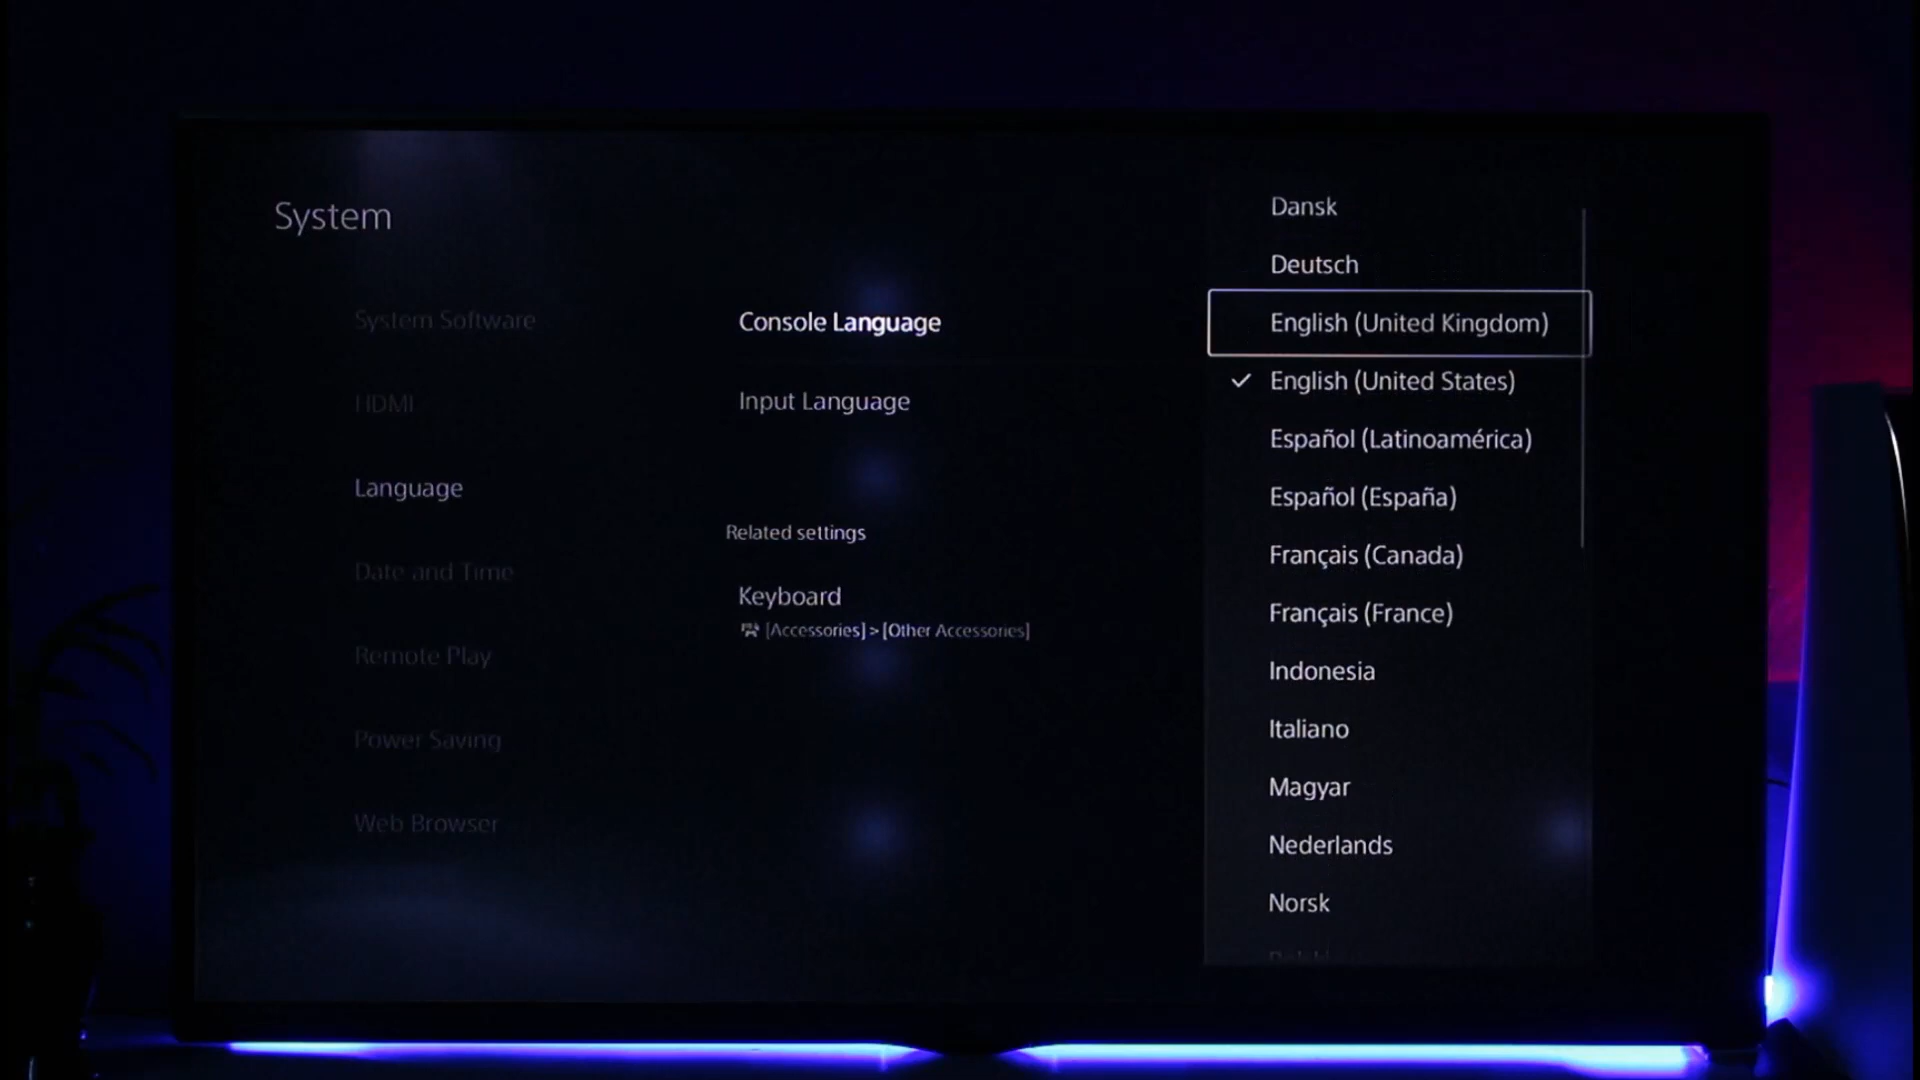 System
System Software
HDMI
Language
Date and Time
Remote Play
Power Saving
Web Browser
Console Language
Input Language
Related settings
Keyboard
[Accessories] > [Other Accessories]
Dansk
Deutsch
English (United Kingdom)
English (United States)
Español (Latinoamérica)
Español (España)
Français (Canada)
Français (France)
Indonesia
Italiano
Magyar
Nederlands
Norsk